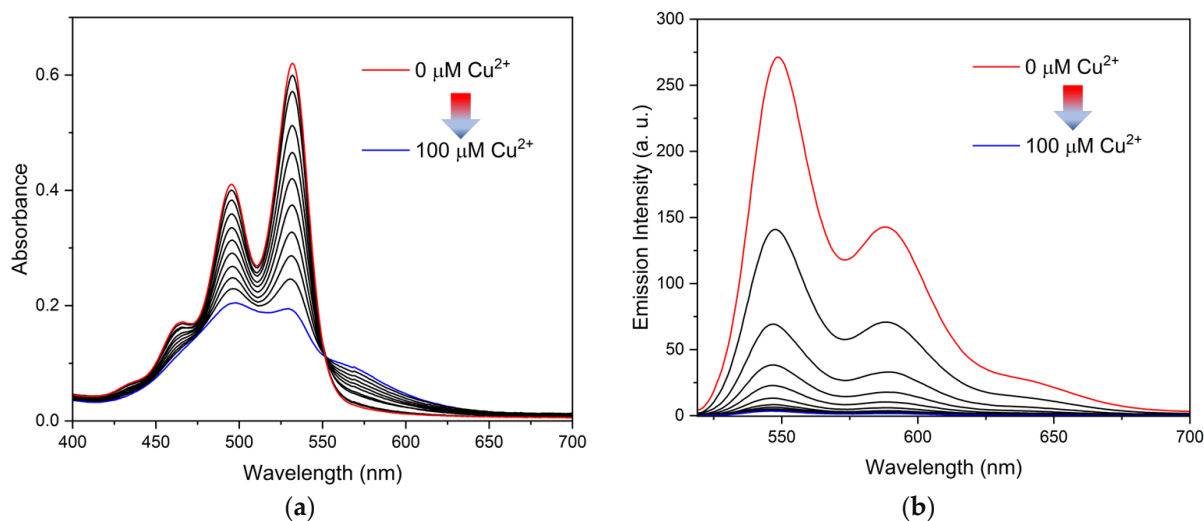 0.6
0.4
0.2
0.0
Absorbance
0 μM Cu²⁺
100 μM Cu²⁺
400 450 500 550 600 650 700
Wavelength (nm)
(a)
300
250
200
150
100
50
0
Emission Intensity (a. u.)
0 μM Cu²⁺
100 μM Cu²⁺
550 600 650 700
Wavelength (nm)
(b)